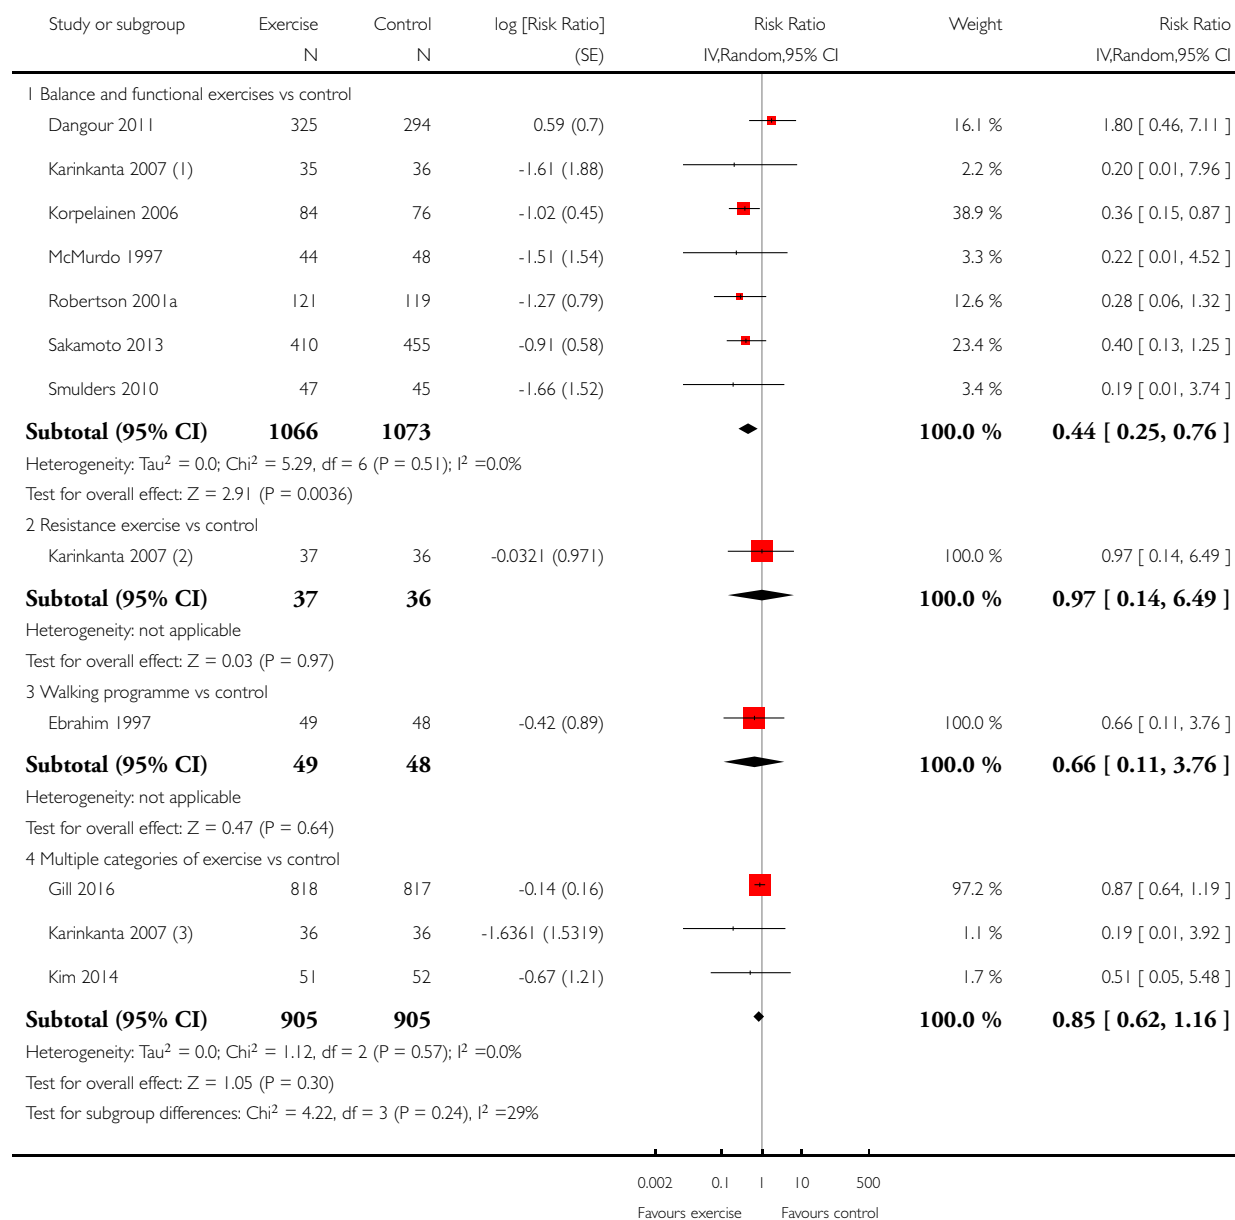 Study or subgroup Exercise Control log [Risk Ratio] Risk Ratio Weight Risk Ratio
N N (SE) IV,Random,95% CI IV,Random,95% CI
1 Balance and functional exercises vs control
Dangour 2011 325 294 0.59 (0.7) 16.1 % 1.80 [ 0.46, 7.11 ]
Karinkanta 2007 (1) 35 36 -1.61 (1.88) 2.2 % 0.20 [ 0.01, 7.96 ]
Korpelainen 2006 84 76 -1.02 (0.45) 38.9 % 0.36 [ 0.15, 0.87 ]
McMurdo 1997 44 48 -1.51 (1.54) 3.3 % 0.22 [ 0.01, 4.52 ]
Robertson 2001a 121 119 -1.27 (0.79) 12.6 % 0.28 [ 0.06, 1.32 ]
Sakamoto 2013 410 455 -0.91 (0.58) 23.4 % 0.40 [ 0.13, 1.25 ]
Smulders 2010 47 45 -1.66 (1.52) 3.4 % 0.19 [ 0.01, 3.74 ]
Subtotal (95% CI) 1066 1073 100.0 % 0.44 [ 0.25, 0.76 ]
Heterogeneity: Tau² = 0.0; Chi² = 5.29, df = 6 (P = 0.51); I² =0.0%
Test for overall effect: Z = 2.91 (P = 0.0036)
2 Resistance exercise vs control
Karinkanta 2007 (2) 37 36 -0.0321 (0.971) 100.0 % 0.97 [ 0.14, 6.49 ]
Subtotal (95% CI) 37 36 100.0 % 0.97 [ 0.14, 6.49 ]
Heterogeneity: not applicable
Test for overall effect: Z = 0.03 (P = 0.97)
3 Walking programme vs control
Ebrahim 1997 49 48 -0.42 (0.89) 100.0 % 0.66 [ 0.11, 3.76 ]
Subtotal (95% CI) 49 48 100.0 % 0.66 [ 0.11, 3.76 ]
Heterogeneity: not applicable
Test for overall effect: Z = 0.47 (P = 0.64)
4 Multiple categories of exercise vs control
Gill 2016 818 817 -0.14 (0.16) 97.2 % 0.87 [ 0.64, 1.19 ]
Karinkanta 2007 (3) 36 36 -1.6361 (1.5319) 1.1 % 0.19 [ 0.01, 3.92 ]
Kim 2014 51 52 -0.67 (1.21) 1.7 % 0.51 [ 0.05, 5.48 ]
Subtotal (95% CI) 905 905 100.0 % 0.85 [ 0.62, 1.16 ]
Heterogeneity: Tau² = 0.0; Chi² = 1.12, df = 2 (P = 0.57); I² =0.0%
Test for overall effect: Z = 1.05 (P = 0.30)
Test for subgroup differences: Chi² = 4.22, df = 3 (P = 0.24), I² =29%
0.002 0.1 1 10 500
Favours exercise Favours control